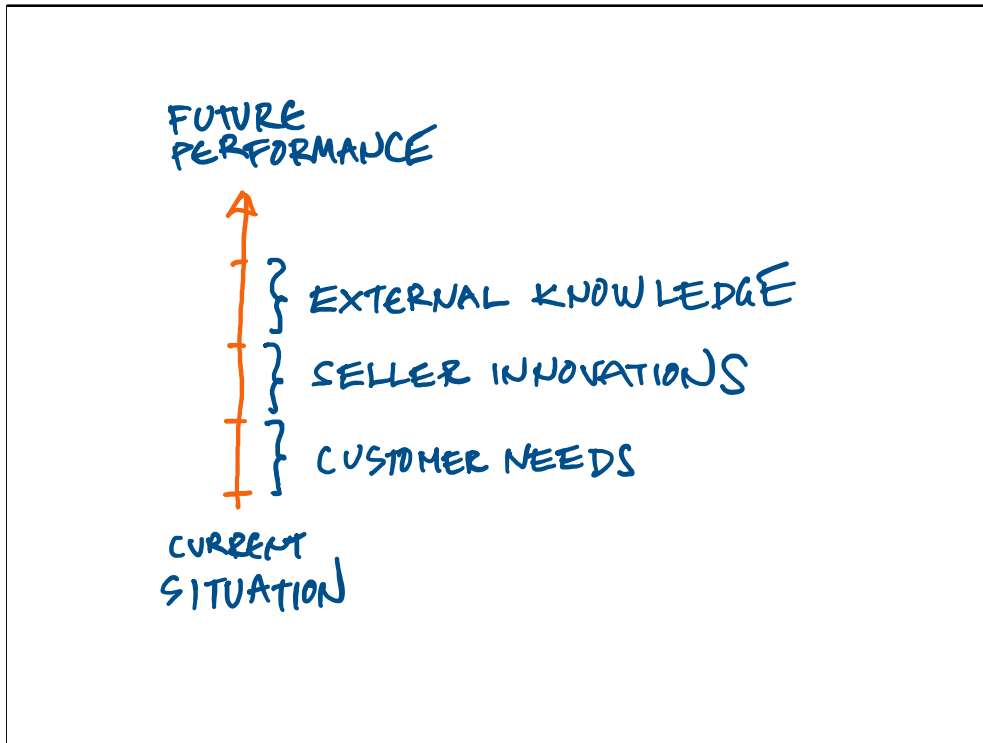 FUTURE
PERFORMANCE
EXTERNAL KNOWLEDGE
SELLER INNOVATIONS
CUSTOMER NEEDS
CURRENT
SITUATION